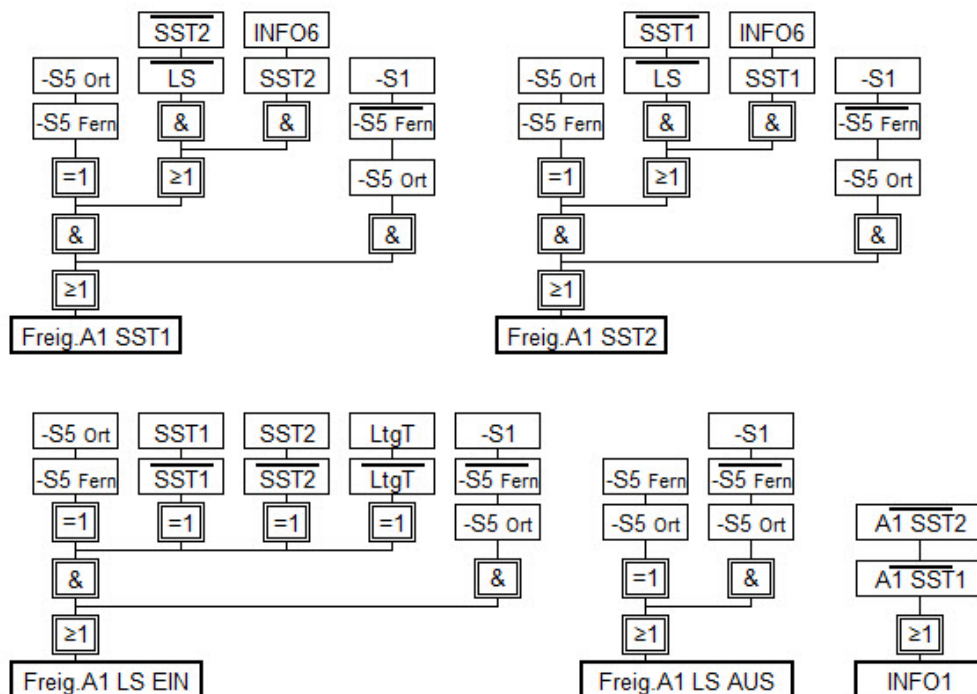 SST2 INFO6 SST1 INFO6
-S5 Ort LS SST2 -S1 -S5 Ort LS SST1 -S1
-S5 Fern & & -S5 Fern -S5 Fern & & -S5 Fern
=1 ≥1 -S5 Ort =1 ≥1 -S5 Ort
& & & &
≥1 ≥1
Freig.A1 SST1 Freig.A1 SST2
-S5 Ort SST1 SST2 LtgT -S1 -S1
-S5 Fern SST1 SST2 LtgT -S5 Fern -S5 Fern -S5 Fern
=1 =1 =1 =1 -S5 Ort -S5 Ort -S5 Ort A1 SST2
& & =1 & A1 SST1
≥1 ≥1 ≥1
Freig.A1 LS EIN Freig.A1 LS AUS INFO1